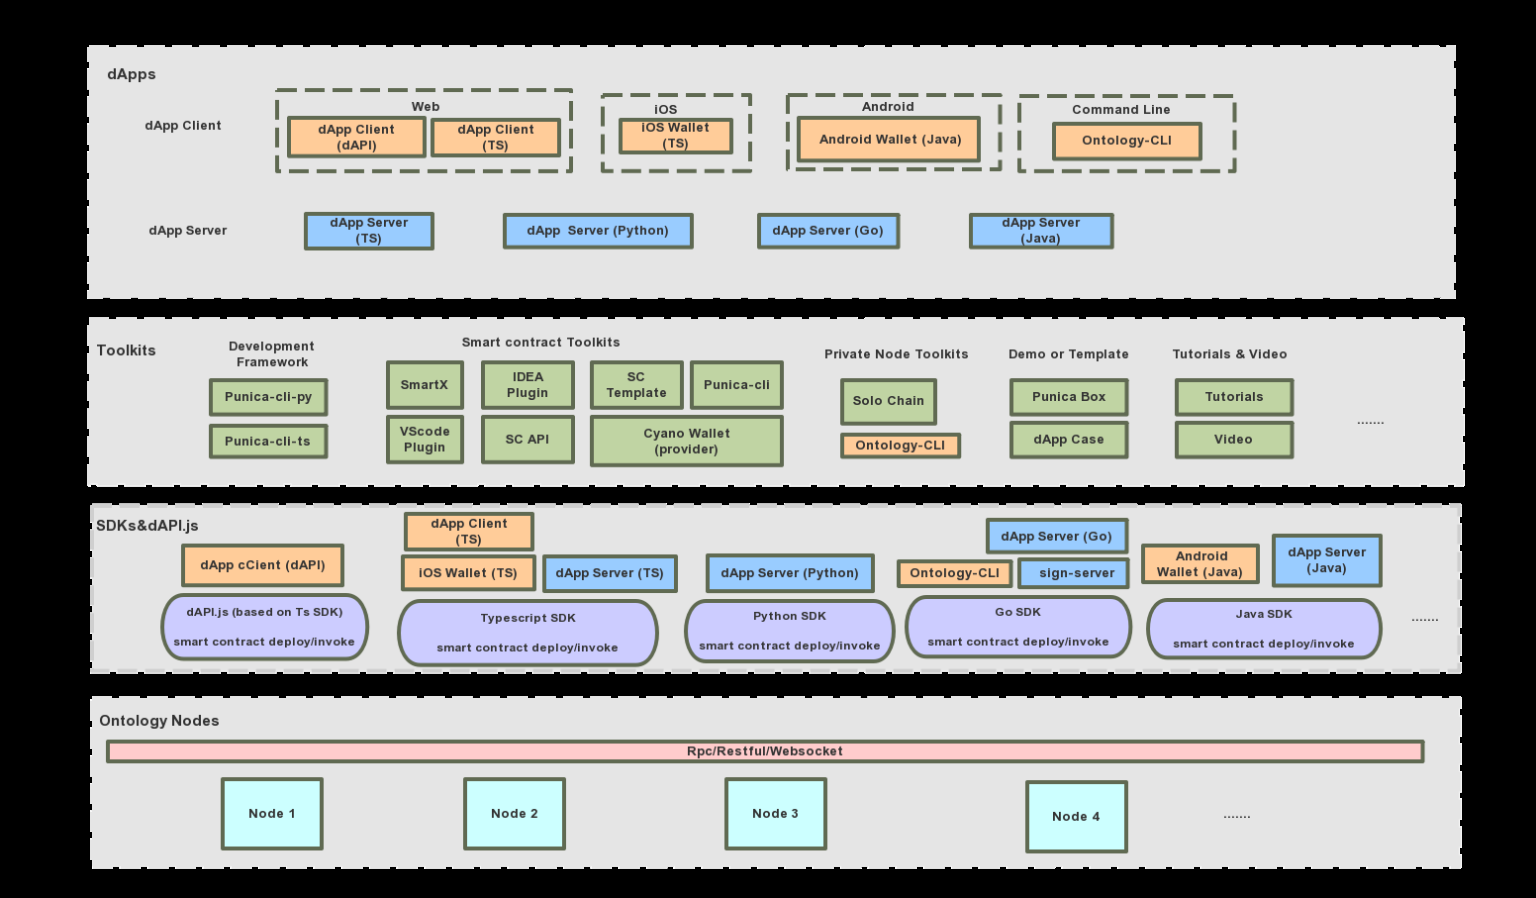 dApps
dApp Client
Web
dApp Client
(dAPI)
dApp Client
(TS)
iOS
iOS Wallet
(TS)
Android
Android Wallet (Java)
Command Line
Ontology-CLI
dApp Server
dApp Server
(TS)
dApp Server (Python)
dApp Server (Go)
dApp Server
(Java)
Toolkits
Development
Framework
Punica-cli-py
Punica-cli-ts
Smart contract Toolkits
SmartX
IDEA
Plugin
SC
Template
Punica-cli
VScode
Plugin
SC API
Cyano Wallet
(provider)
Private Node Toolkits
Solo Chain
Ontology-CLI
Demo or Template
Punica Box
dApp Case
Tutorials & Video
Tutorials
Video
.......
SDKs&dAPI.js
dApp cCient (dAPI)
dAPI.js (based on Ts SDK)
smart contract deploy/invoke
dApp Client
(TS)
iOS Wallet (TS)
dApp Server (TS)
Typescript SDK
smart contract deploy/invoke
dApp Server (Python)
Python SDK
smart contract deploy/invoke
dApp Server (Go)
Ontology-CLI
sign-server
Go SDK
smart contract deploy/invoke
Android
Wallet (Java)
dApp Server
(Java)
Java SDK
smart contract deploy/invoke
.......
Ontology Nodes
Rpc/Restful/Websocket
Node 1
Node 2
Node 3
Node 4
.......